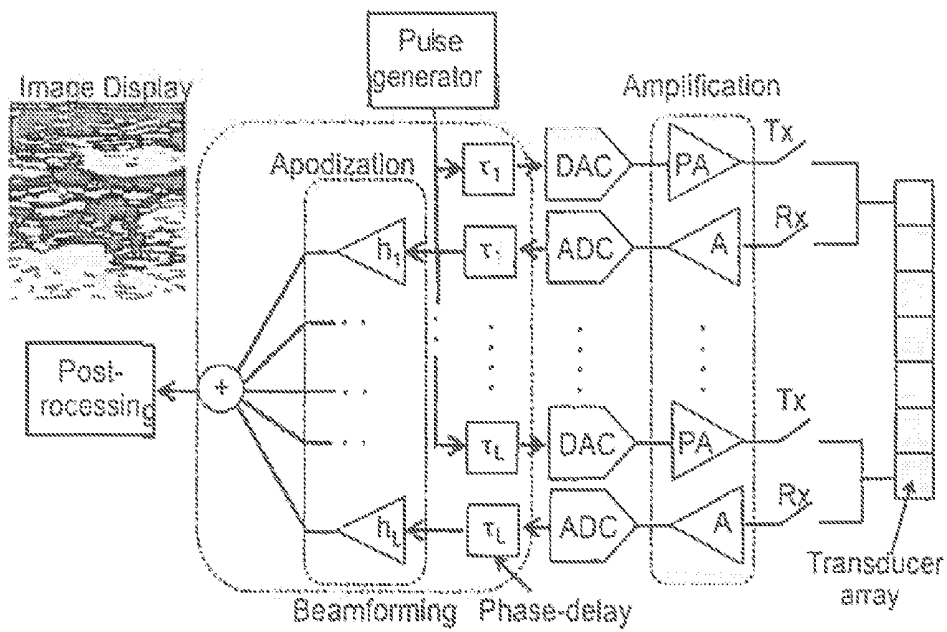 Pulse
generator
Image Display
Amplification
Apodization
τ1
DAC
PA
Tx
h1
τ1
ADC
A
Rx
Post-
rocessing
+
τL
DAC
PA
Tx
hL
τL
ADC
A
Rx
Beamforming
Phase-delay
Transducer
array